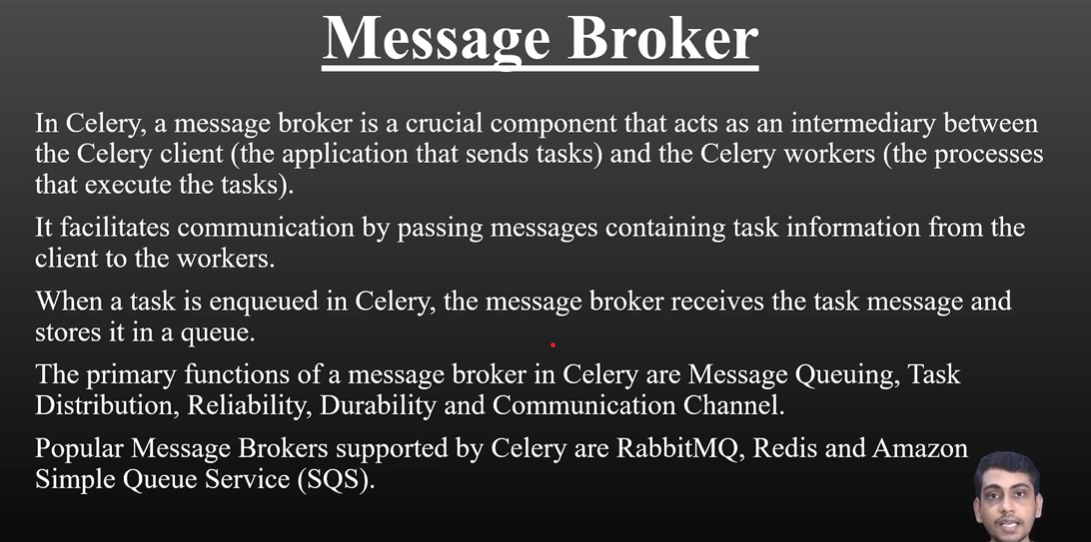 Message Broker
In Celery, a message broker is a crucial component that acts as an intermediary between
the Celery client (the application that sends tasks) and the Celery workers (the processes
that execute the tasks).
It facilitates communication by passing messages containing task information from the
client to the workers.
When a task is enqueued in Celery, the message broker receives the task message and
stores it in a queue.
The primary functions of a message broker in Celery are Message Queuing, Task
Distribution, Reliability, Durability and Communication Channel.
Popular Message Brokers supported by Celery are RabbitMQ, Redis and Amazon
Simple Queue Service (SQS).